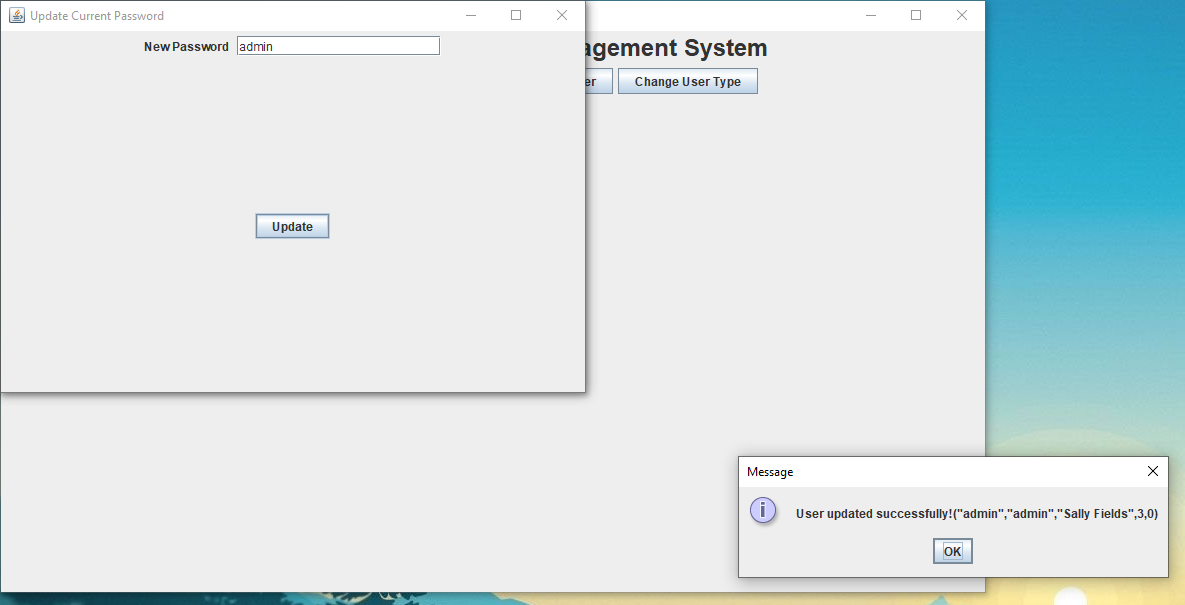 Update Current Password
New Password admin
agement System
er
Change User Type
Update
Message
User updated successfully!("admin","admin","Sally Fields",3,0)
OK